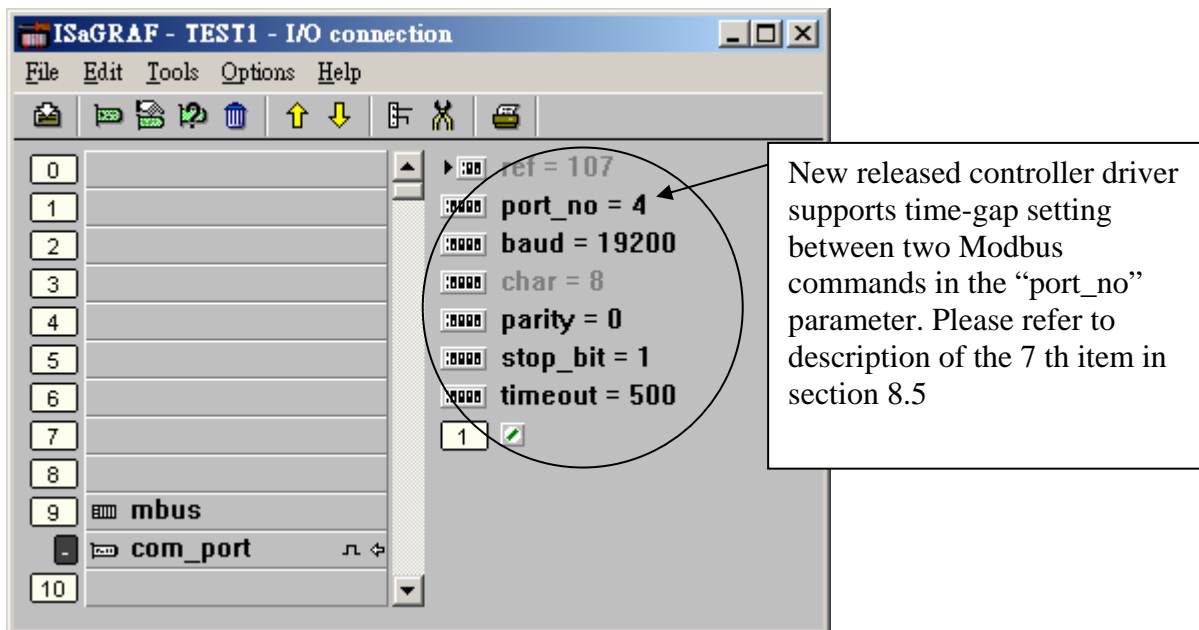 ISaGRAF - TEST1 - I/O connection
File Edit Tools Options Help
0
1
2
3
4
5
6
7
8
9 mbus
- com_port
10
ref = 107
port_no = 4
baud = 19200
char = 8
parity = 0
stop_bit = 1
timeout = 500
1
New released controller driver
supports time-gap setting
between two Modbus
commands in the “port_no”
parameter. Please refer to
description of the 7 th item in
section 8.5